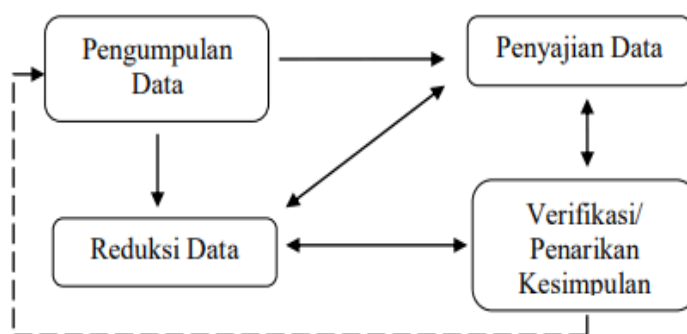 Pengumpulan
Data
Penyajian Data
Reduksi Data
Verifikasi/
Penarikan
Kesimpulan